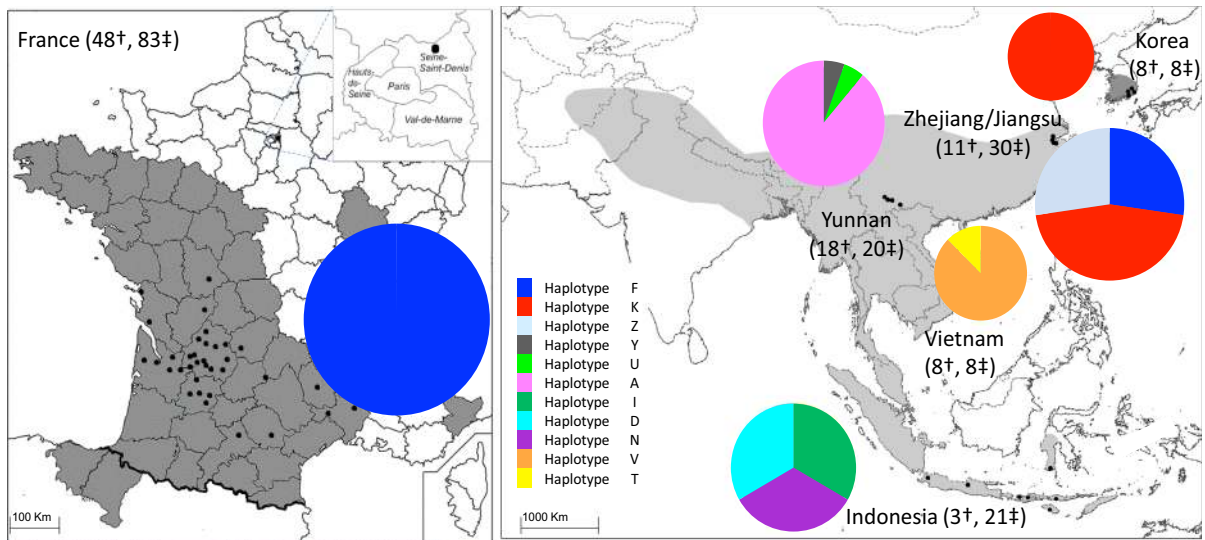 France (48†, 83‡)
Hauts-
de-
Seine
Paris
Seine-
Saint-Denis
Val-de-Marne
100 Km
Korea
(8†, 8‡)
Zhejiang/Jiangsu
(11†, 30‡)
Yunnan
(18†, 20‡)
Vietnam
(8†, 8‡)
Haplotype F
Haplotype K
Haplotype Z
Haplotype Y
Haplotype U
Haplotype A
Haplotype I
Haplotype D
Haplotype N
Haplotype V
Haplotype T
1000 Km
Indonesia (3†, 21‡)